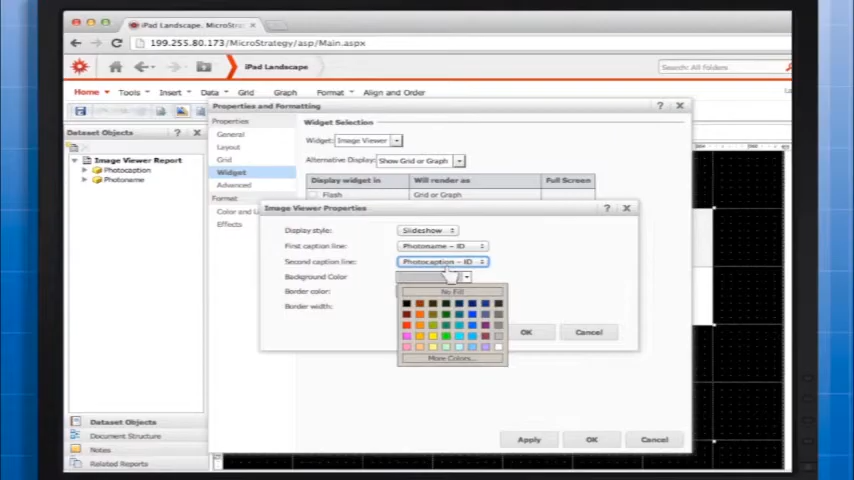 iPad Landscape. MicroStra
199.255.80.173/MicroStrategy/asp/Main.aspx
iPad Landscape
Search: All folders
Home Tools Insert Data Grid Graph Format Align and Order
Properties and Formatting
Dataset Objects
Image Viewer Report
Photocaption
Photoname
Properties
General
Layout
Grid
Widget
Advanced
Format
Color and L
Effects
Widget Selection
Widget: Image Viewer
Alternative Display: Show Grid or Graph
Display widget in Will render as Full Screen
Flash Grid or Graph
Image Viewer Properties
Display style: Slideshow
First caption line: Photoname - ID
Second caption line: Photocaption - ID
Background Color
Border color:
Border width:
No Fill
More Colors...
OK Cancel
Apply OK Cancel
Dataset Objects
Document Structure
Notes
Related Reports